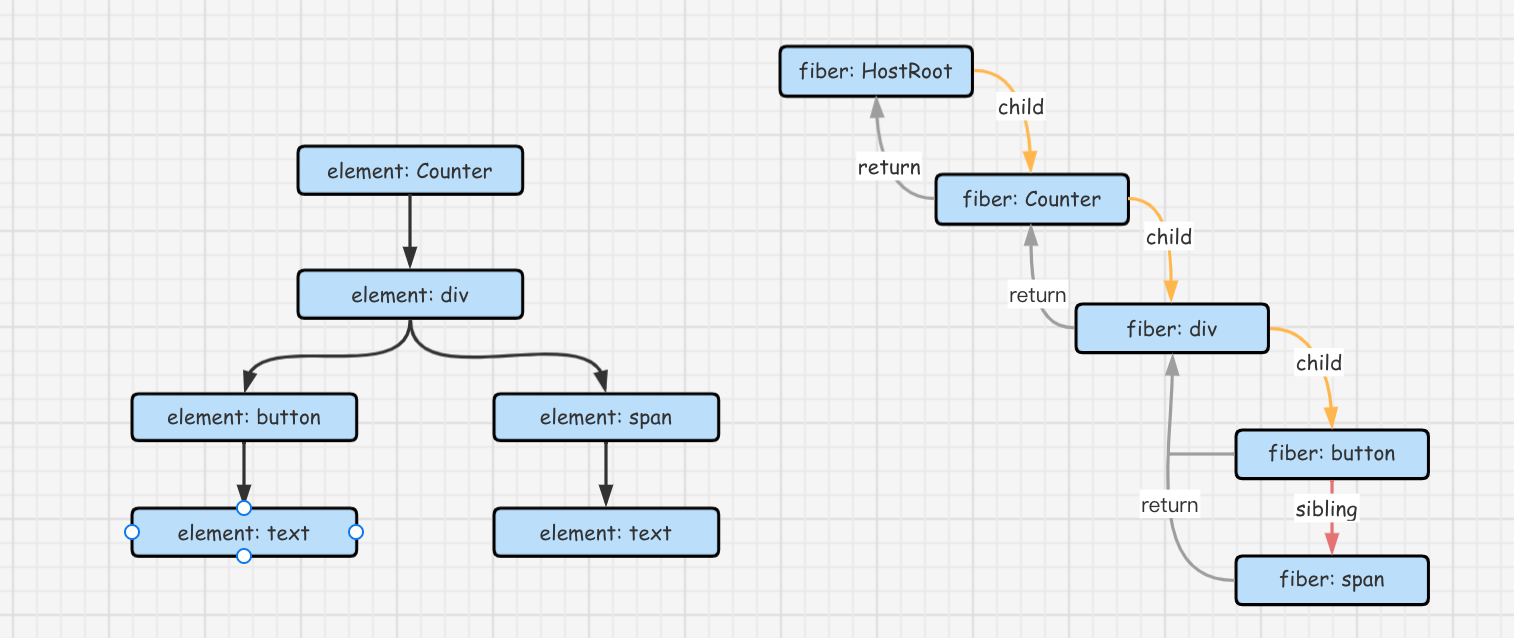 element: Counter
element: div
element: button
element: span
element: text
element: text
fiber: HostRoot
child
return
fiber: Counter
child
return
fiber: div
child
fiber: button
return
sibling
fiber: span